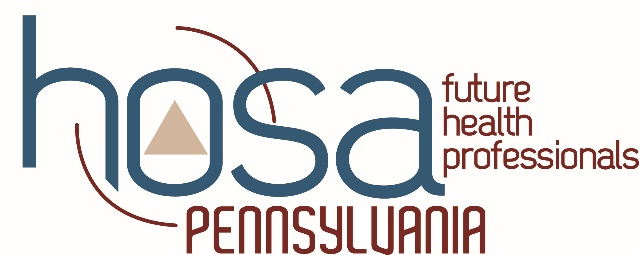 hosa
future
health
professionals
PENNSYLVANIA